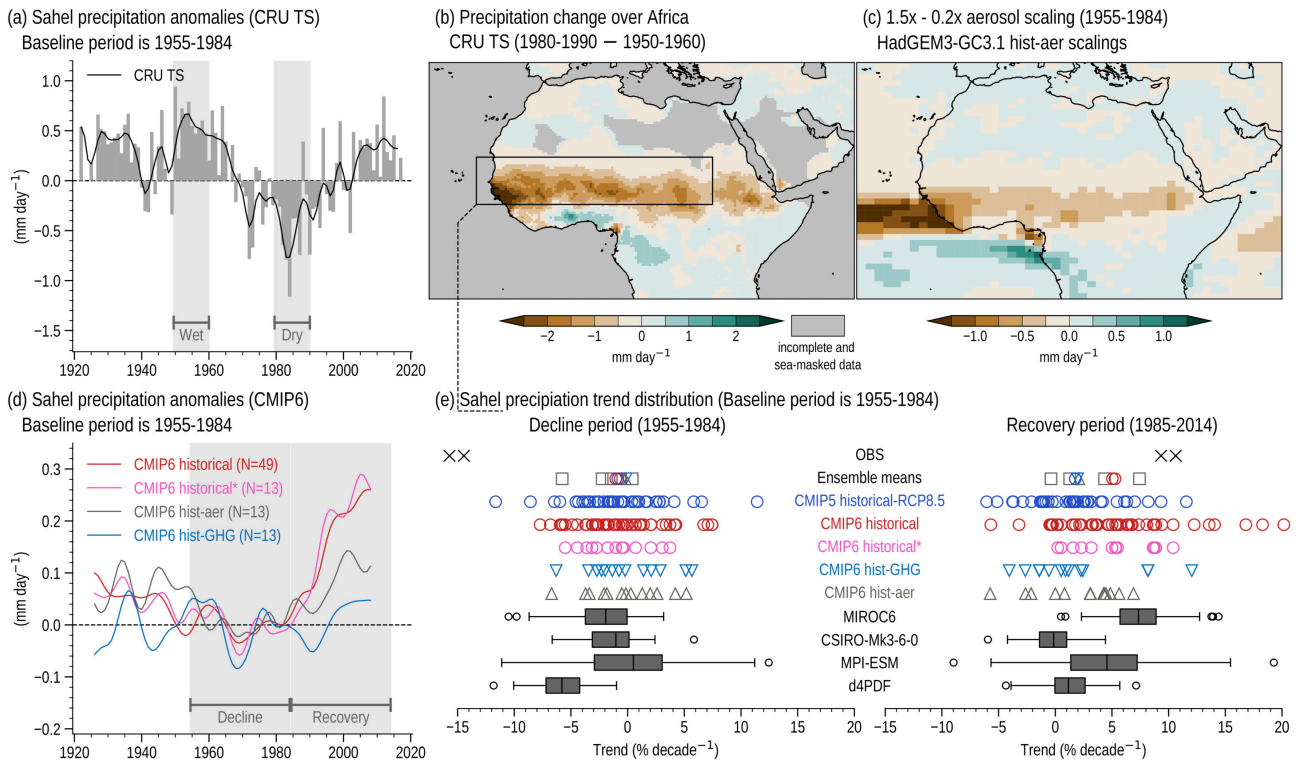 (a) Sahel precipitation anomalies (CRU TS)
Baseline period is 1955-1984
CRU TS
1.0
0.5
0.0
−0.5
−1.0
−1.5
(mm day⁻¹)
Wet
Dry
1920 1940 1960 1980 2000 2020
(b) Precipitation change over Africa
CRU TS (1980-1990 − 1950-1960)
−2 −1 0 1 2
mm day⁻¹
incomplete and
sea-masked data
(c) 1.5x - 0.2x aerosol scaling (1955-1984)
HadGEM3-GC3.1 hist-aer scalings
−1.0 −0.5 0.0 0.5 1.0
mm day⁻¹
(d) Sahel precipitation anomalies (CMIP6)
Baseline period is 1955-1984
CMIP6 historical (N=49)
CMIP6 historical* (N=13)
CMIP6 hist-aer (N=13)
CMIP6 hist-GHG (N=13)
0.3
0.2
0.1
0.0
−0.1
−0.2
(mm day⁻¹)
Decline
Recovery
1920 1940 1960 1980 2000 2020
(e) Sahel precipiation trend distribution (Baseline period is 1955-1984)
Decline period (1955-1984)
Recovery period (1985-2014)
OBS
Ensemble means
CMIP5 historical-RCP8.5
CMIP6 historical
CMIP6 historical*
CMIP6 hist-GHG
CMIP6 hist-aer
MIROC6
CSIRO-Mk3-6-0
MPI-ESM
d4PDF
−15 −10 −5 0 5 10 15 20
Trend (% decade⁻¹)
−15 −10 −5 0 5 10 15 20
Trend (% decade⁻¹)